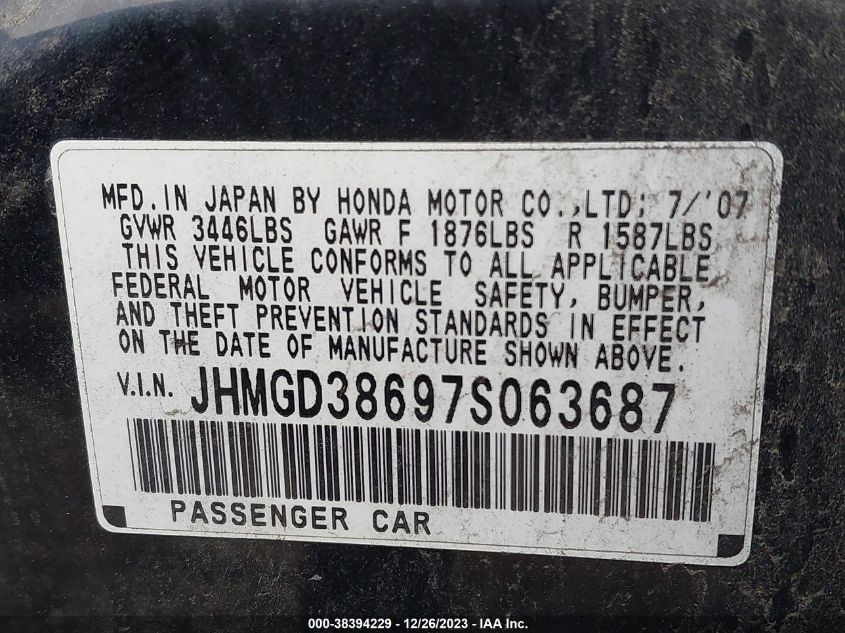 MFD.IN JAPAN BY HONDA MOTOR CO.,LTD; 7/'07
GVWR 3446LBS GAWR F 1876LBS R 1587LBS
THIS VEHICLE CONFORMS TO ALL APPLICABLE
FEDERAL MOTOR VEHICLE SAFETY, BUMPER,
AND THEFT PREVENTION STANDARDS IN EFFECT
ON THE DATE OF MANUFACTURE SHOWN ABOVE.
V.I.N. JHMGD38697S063687
PASSENGER CAR
000-38394229 - 12/26/2023 - IAA Inc.